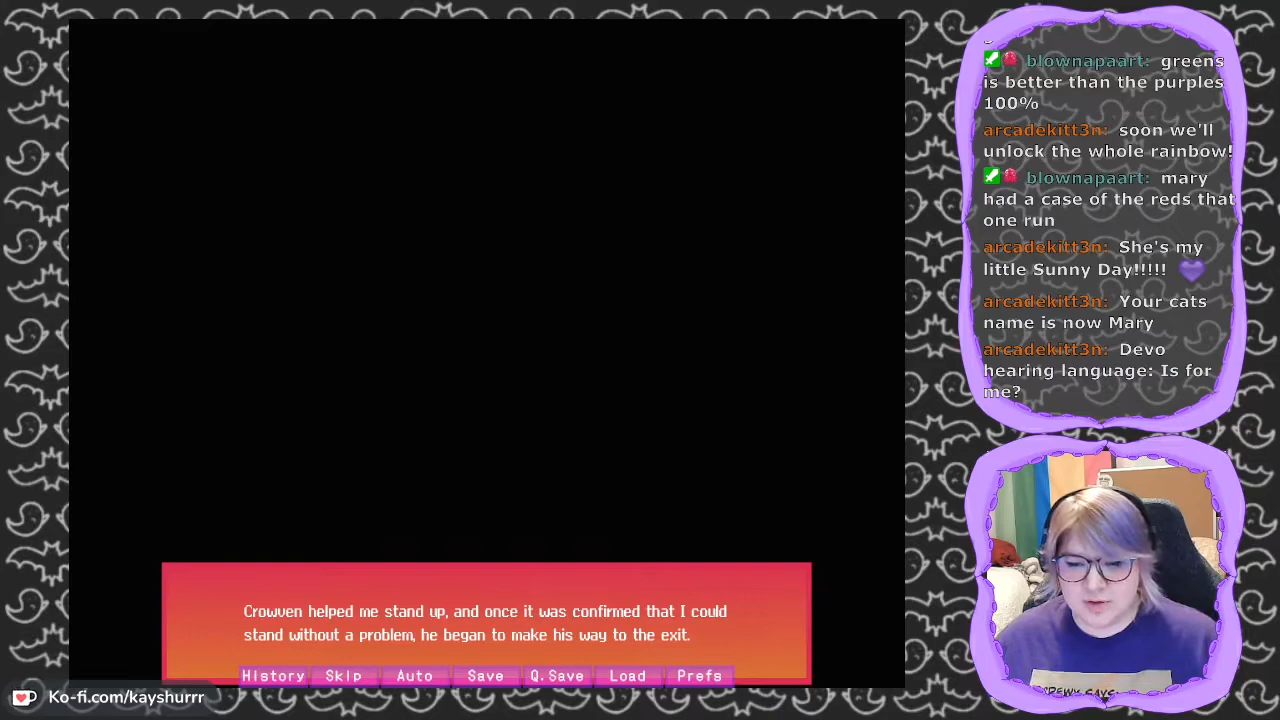 blownapaart: greens
is better than the purples
100%
arcadekitt3n: soon we'll
unlock the whole rainbow!
blownapaart: mary
had a case of the reds that
one run
arcadekitt3n: She's my
little Sunny Day!!!!!
arcadekitt3n: Your cats
name is now Mary
arcadekitt3n: Devo
hearing language: Is for
me?
Crowven helped me stand up, and once it was confirmed that I could
stand without a problem, he began to make his way to the exit.
History Skip Auto Save Q.Save Load Prefs
Ko-fi.com/kayshurrr